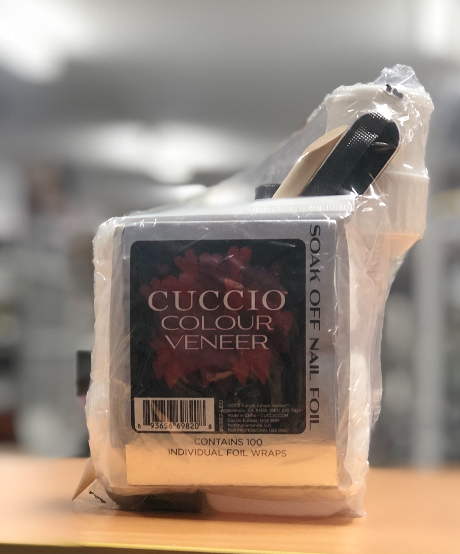 CUCCIO
COLOUR
VENEER
SOAK OFF NAIL FOIL
CONTAINS 100
INDIVIDUAL FOIL WRAPS